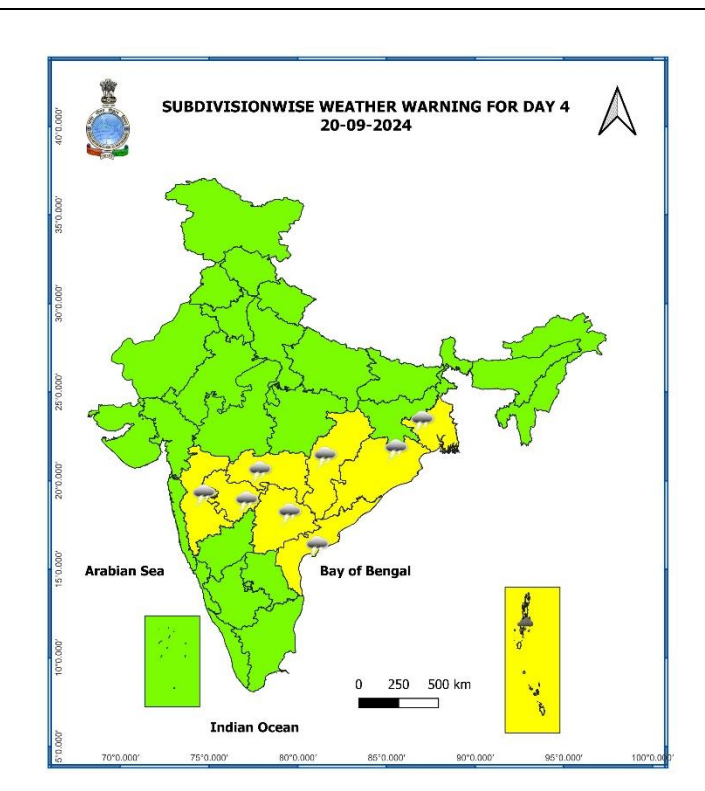 SUBDIVISIONWISE WEATHER WARNING FOR DAY 4
20-09-2024
40°0.000'
35°0.000'
30°0.000'
25°0.000'
20°0.000'
15°0.000'
10°0.000'
5°0.000'
Arabian Sea
Bay of Bengal
0 250 500 km
Indian Ocean
70°0.000' 75°0.000' 80°0.000' 85°0.000' 90°0.000' 95°0.000' 100°0.000'